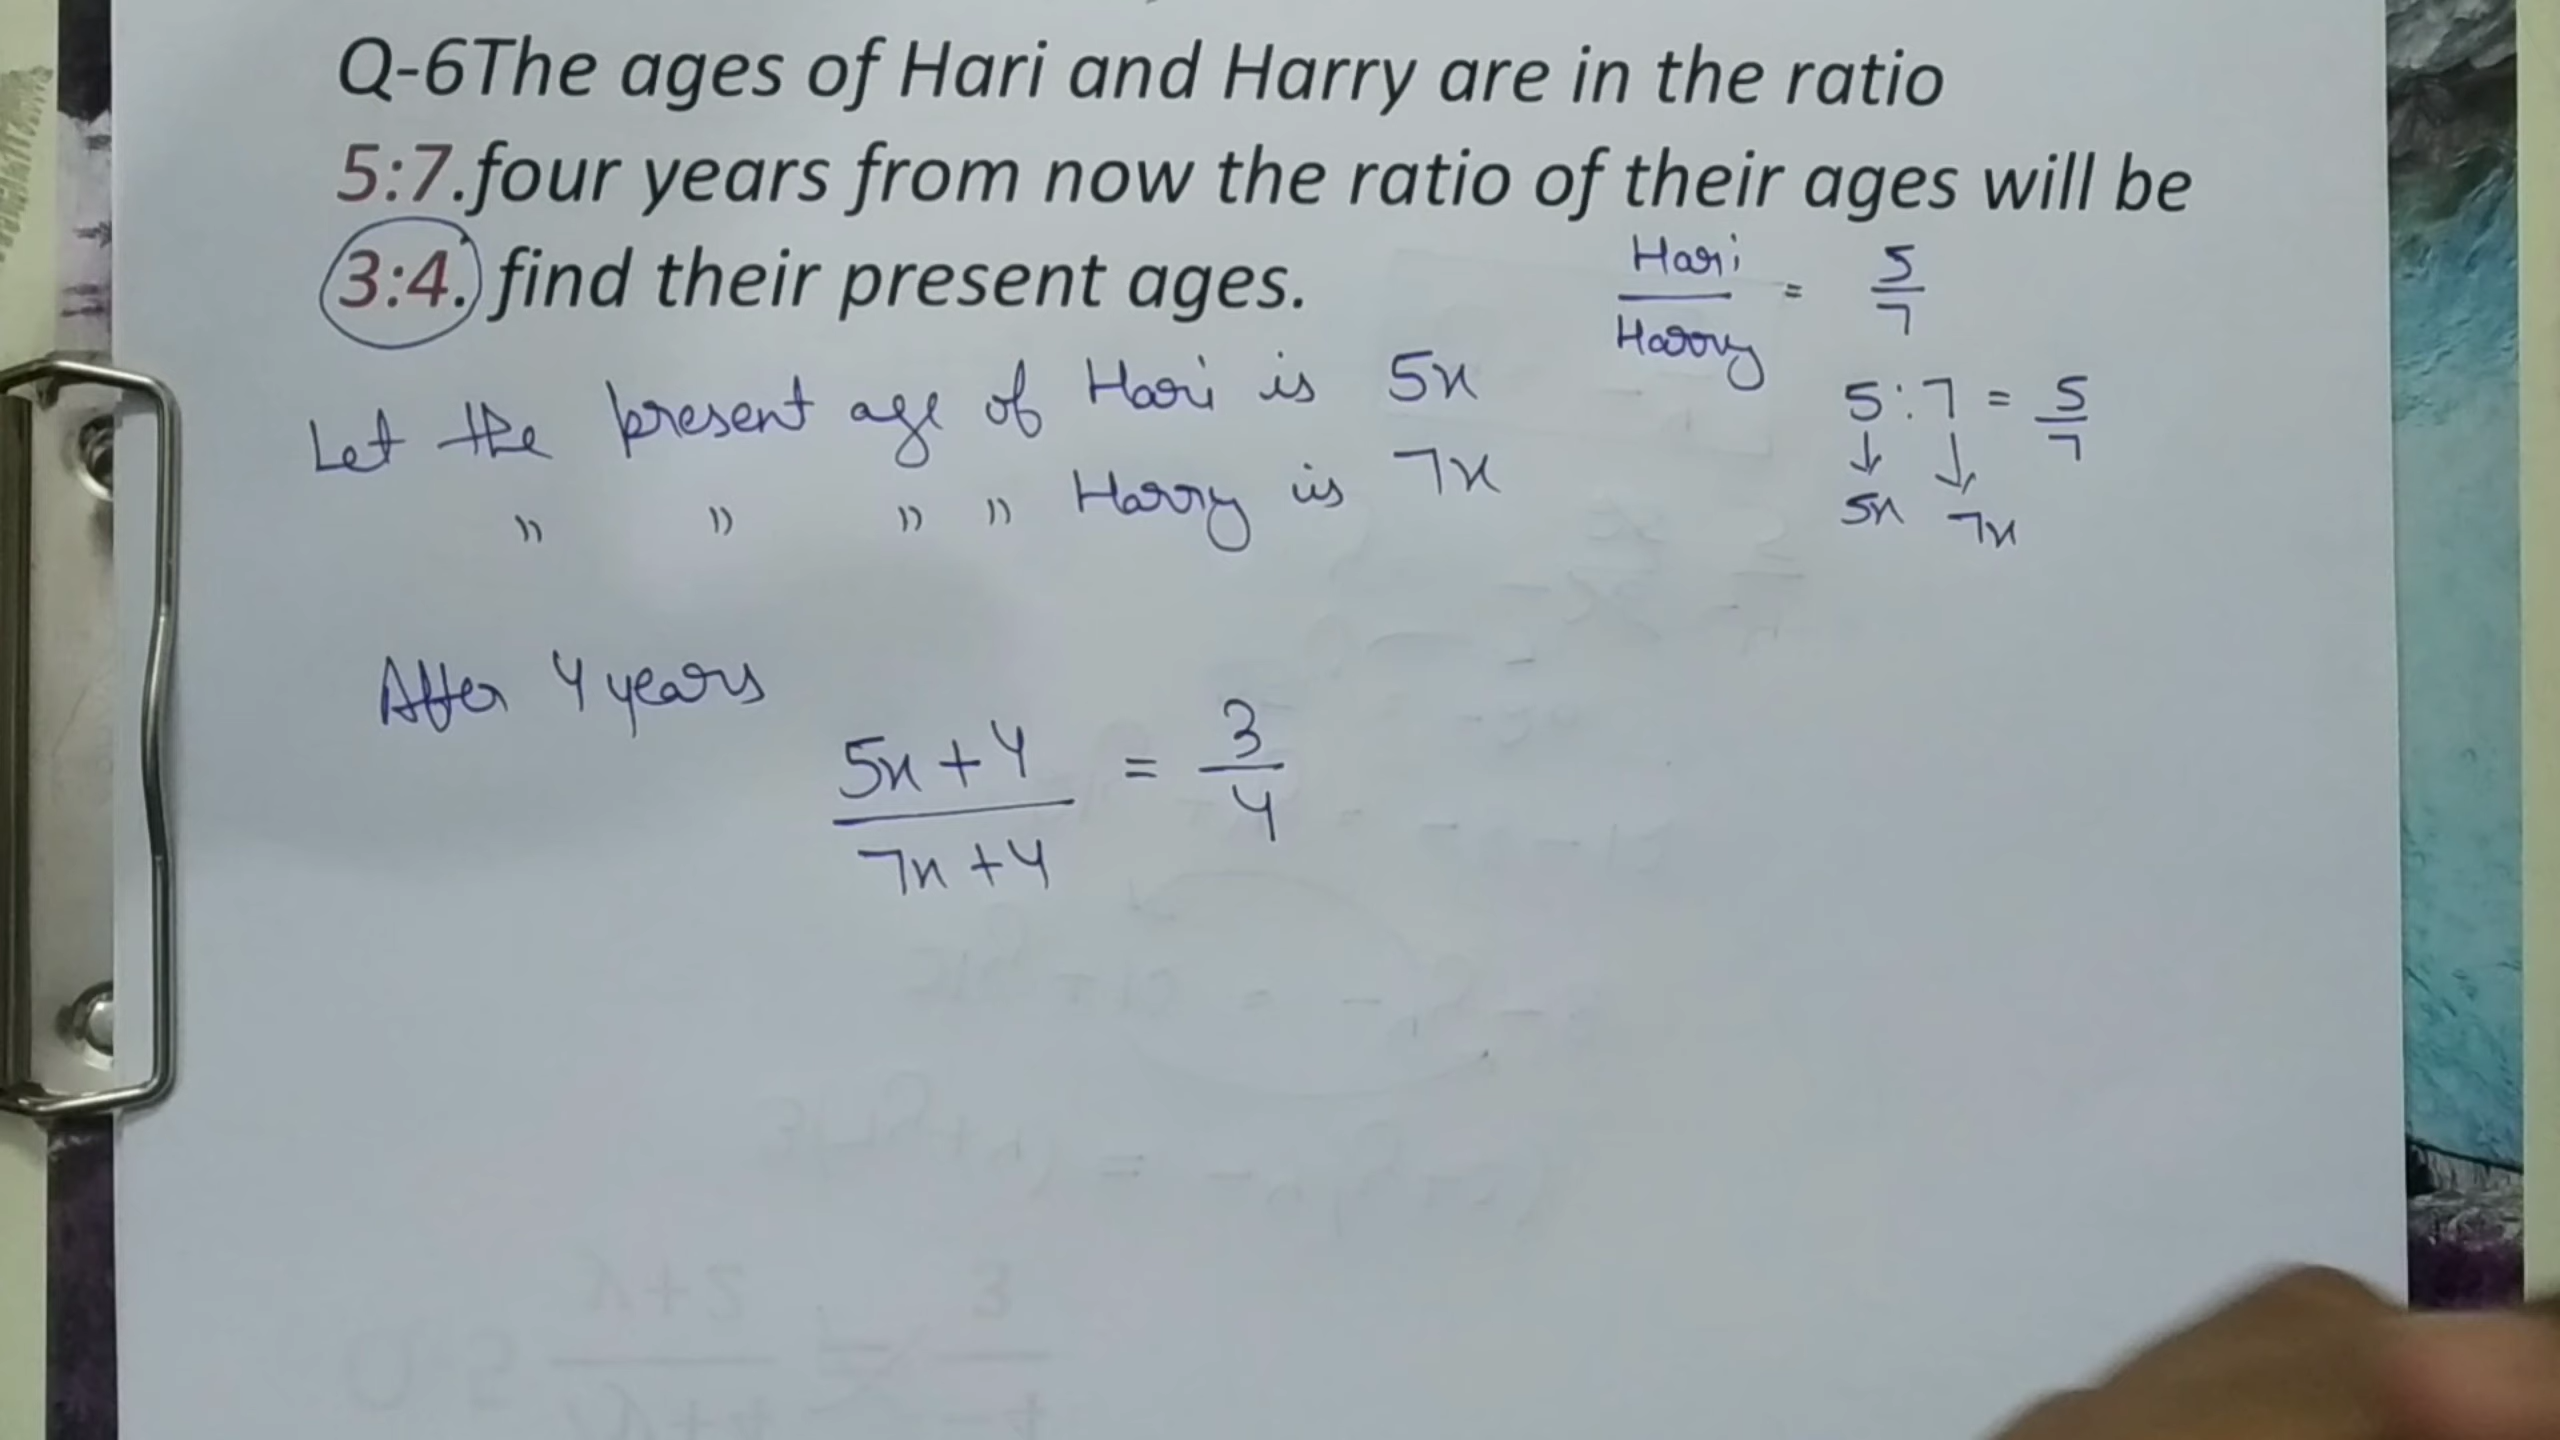 Q-6The ages of Hari and Harry are in the ratio
5:7.four years from now the ratio of their ages will be
3:4. find their present ages.
Hari
Harry
= 5/7
Let the present age of Hari is 5x
" " " " Harry is 7x
5:7 = 5/7
↓ ↓
5x 7x
After 4 years
5x+4 / 7x+4 = 3/4